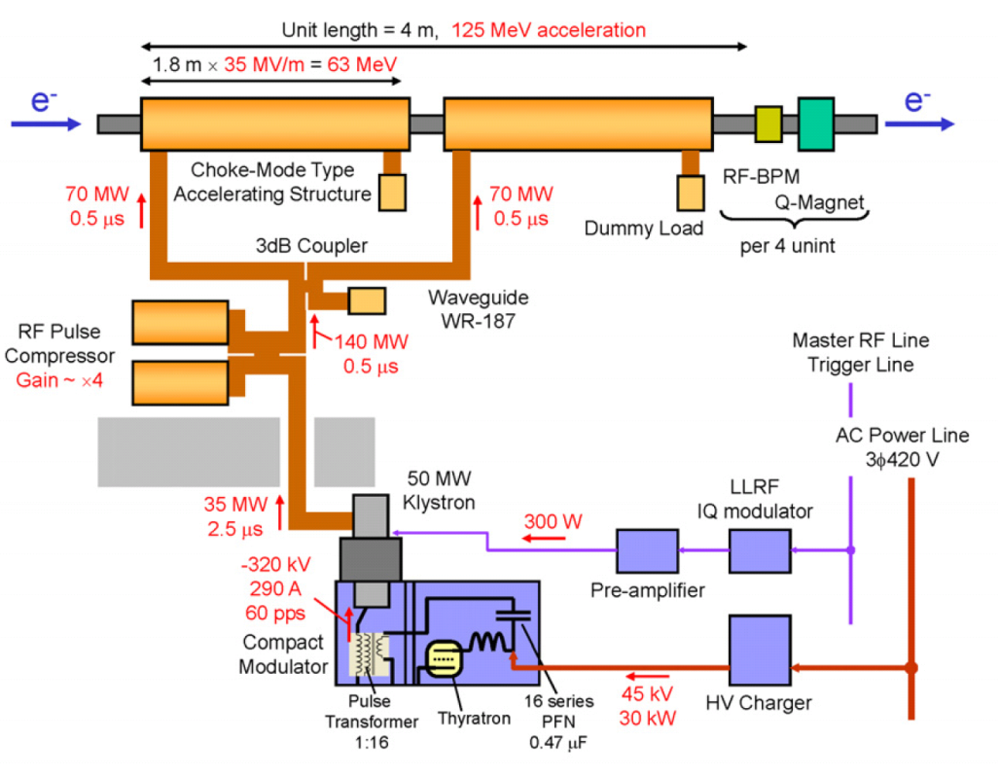 Unit length = 4 m, 125 MeV acceleration
1.8 m × 35 MV/m = 63 MeV
e-
e-
Choke-Mode Type
Accelerating Structure
70 MW
0.5 μs
70 MW
0.5 μs
RF-BPM
Q-Magnet
per 4 unint
Dummy Load
3dB Coupler
Waveguide
WR-187
RF Pulse
Compressor
Gain ~ ×4
140 MW
0.5 μs
Master RF Line
Trigger Line
AC Power Line
3ϕ420 V
50 MW
Klystron
LLRF
IQ modulator
35 MW
2.5 μs
300 W
Pre-amplifier
-320 kV
290 A
60 pps
Compact
Modulator
HV Charger
45 kV
30 kW
Pulse
Transformer
1:16
Thyratron
16 series
PFN
0.47 μF